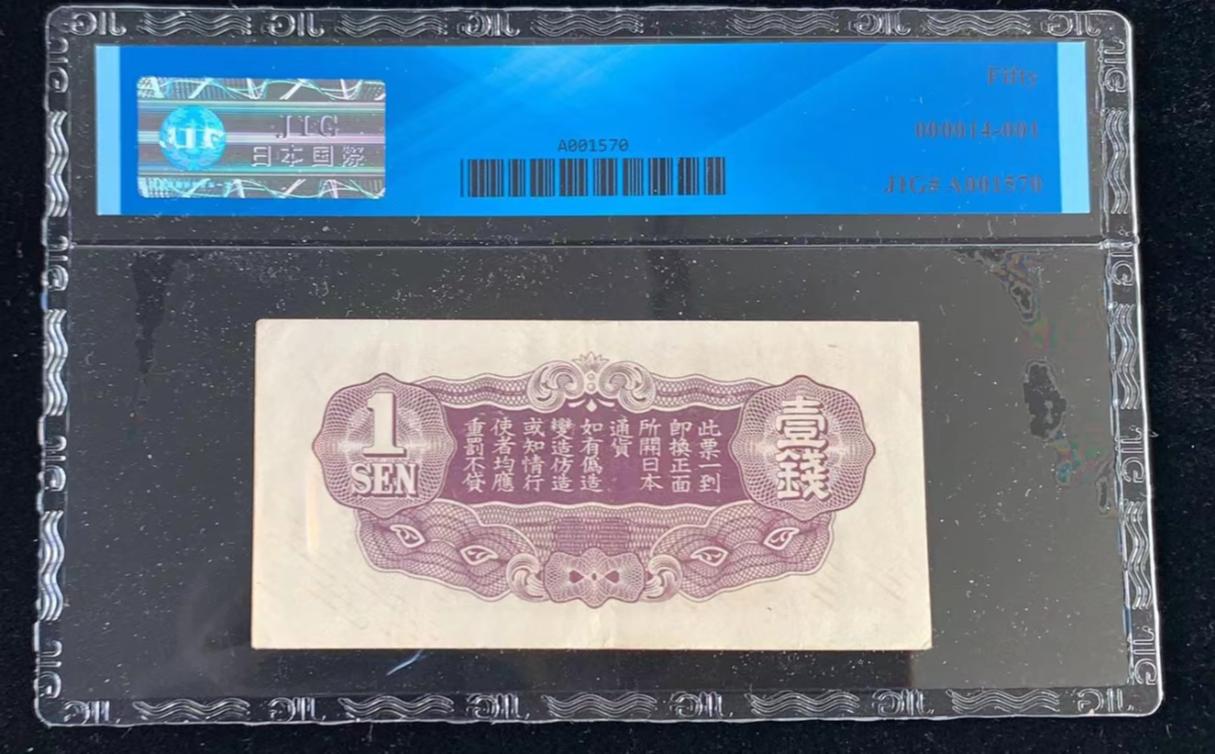 JIG
日本国際
A001570
Fifty
000014-001
JIG# A001570
1
SEN
此票一到
即換正面
所開日本
通貨
如有偽造
變造仿造
或知情行
使者均應
重罰不貸
壹錢